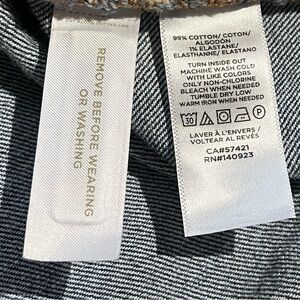 REMOVE BEFORE WEARING
OR WASHING
99% COTTON/ COTON/
ALGODÓN
1% ELASTANE/
ELASTHANNE/ ELASTANO
TURN INSIDE OUT
MACHINE WASH COLD
WITH LIKE COLORS
ONLY NON-CHLORINE
BLEACH WHEN NEEDED
TUMBLE DRY LOW
WARM IRON WHEN NEEDED
30
LAVER À L'ENVERS /
VOLTEAR AL REVÉS
CA#57421
RN#140923